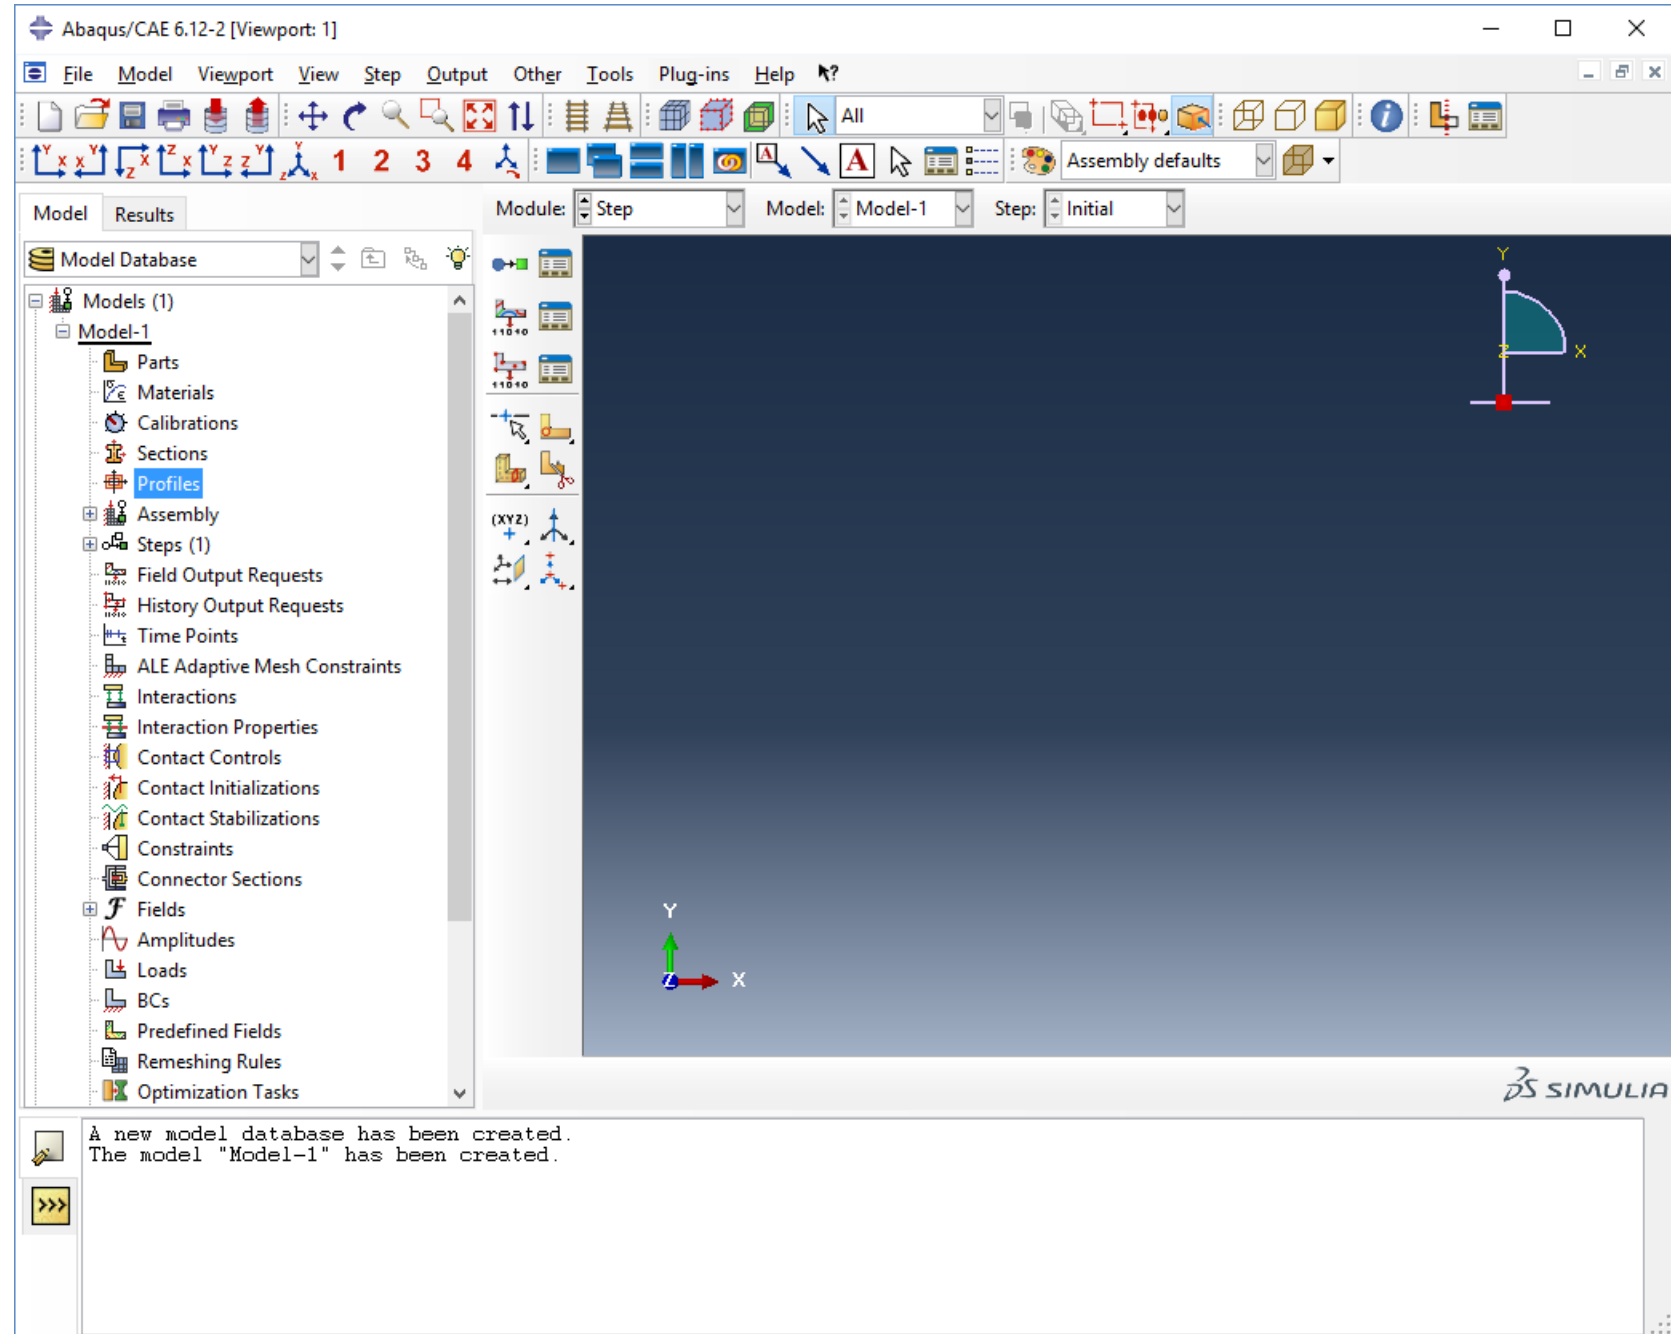 Abaqus/CAE 6.12-2 [Viewport: 1]
File Model Viewport View Step Output Other Tools Plug-ins Help ?
All
Y x x Y Z x Z x Y z z Y z Y x 1 2 3 4 A A Assembly defaults
Model Results
Module: Step Model: Model-1 Step: Initial
Model Database
Models (1)
Model-1
Parts
Materials
Calibrations
Sections
Profiles
Assembly
Steps (1)
Field Output Requests
History Output Requests
Time Points
ALE Adaptive Mesh Constraints
Interactions
Interaction Properties
Contact Controls
Contact Initializations
Contact Stabilizations
Constraints
Connector Sections
Fields
Amplitudes
Loads
BCs
Predefined Fields
Remeshing Rules
Optimization Tasks
11010
11010
(XYZ)
Y
Z X
Y
Z X
SIMULIA
A new model database has been created.
The model "Model-1" has been created.
>>>